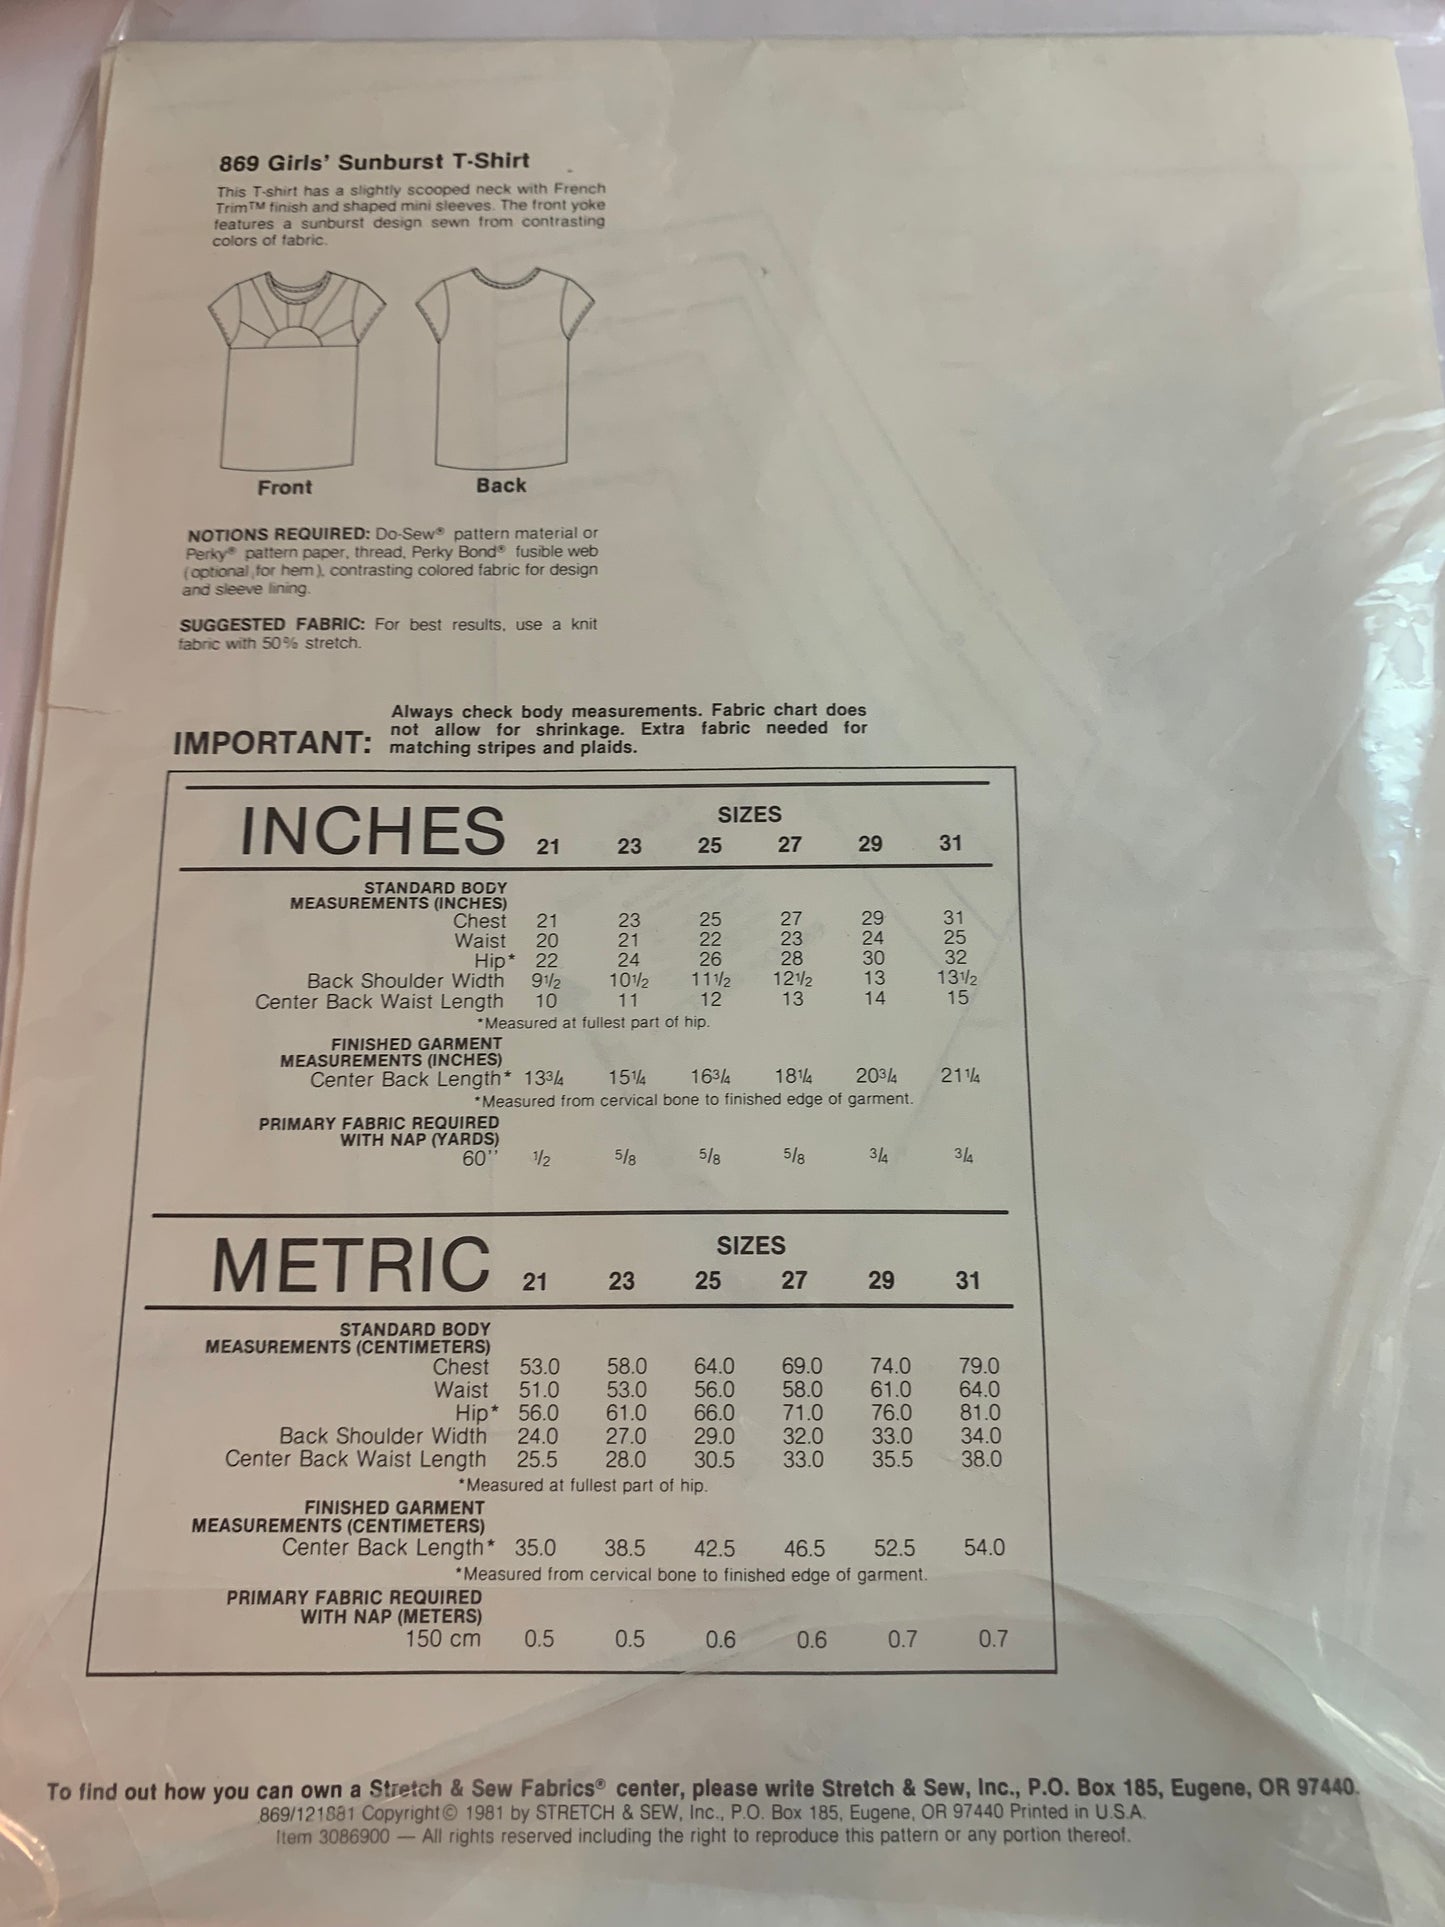 869 Girls' Sunburst T-Shirt
This T-shirt has a slightly scooped neck with French
Trim™ finish and shaped mini sleeves. The front yoke
features a sunburst design sewn from contrasting
colors of fabric.
Front Back
NOTIONS REQUIRED: Do-Sew® pattern material or
Perky® pattern paper, thread, Perky Bond® fusible web
(optional for hem), contrasting colored fabric for design
and sleeve lining.
SUGGESTED FABRIC: For best results, use a knit
fabric with 50% stretch.
IMPORTANT: Always check body measurements. Fabric chart does
not allow for shrinkage. Extra fabric needed for
matching stripes and plaids.
SIZES
INCHES 21 23 25 27 29 31
STANDARD BODY
MEASUREMENTS (INCHES)
Chest 21 23 25 27 29 31
Waist 20 21 22 23 24 25
Hip* 22 24 26 28 30 32
Back Shoulder Width 9½ 10½ 11½ 12½ 13 13½
Center Back Waist Length 10 11 12 13 14 15
*Measured at fullest part of hip.
FINISHED GARMENT
MEASUREMENTS (INCHES)
Center Back Length* 13¾ 15¼ 16¾ 18¼ 20¾ 21¼
*Measured from cervical bone to finished edge of garment.
PRIMARY FABRIC REQUIRED
WITH NAP (YARDS)
60'' ½ 5/8 5/8 5/8 ¾ ¾
SIZES
METRIC 21 23 25 27 29 31
STANDARD BODY
MEASUREMENTS (CENTIMETERS)
Chest 53.0 58.0 64.0 69.0 74.0 79.0
Waist 51.0 53.0 56.0 58.0 61.0 64.0
Hip* 56.0 61.0 66.0 71.0 76.0 81.0
Back Shoulder Width 24.0 27.0 29.0 32.0 33.0 34.0
Center Back Waist Length 25.5 28.0 30.5 33.0 35.5 38.0
*Measured at fullest part of hip.
FINISHED GARMENT
MEASUREMENTS (CENTIMETERS)
Center Back Length* 35.0 38.5 42.5 46.5 52.5 54.0
*Measured from cervical bone to finished edge of garment.
PRIMARY FABRIC REQUIRED
WITH NAP (METERS)
150 cm 0.5 0.5 0.6 0.6 0.7 0.7
To find out how you can own a Stretch & Sew Fabrics® center, please write Stretch & Sew, Inc., P.O. Box 185, Eugene, OR 97440.
869/121881 Copyright© 1981 by STRETCH & SEW, Inc., P.O. Box 185, Eugene, OR 97440 Printed in U.S.A.
Item 3086900 — All rights reserved including the right to reproduce this pattern or any portion thereof.